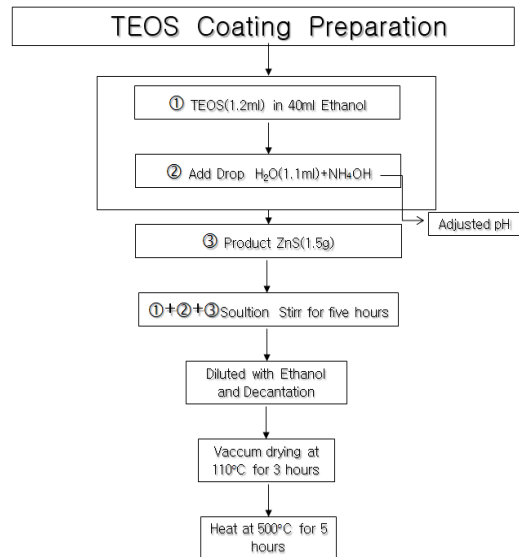 TEOS Coating Preparation
① TEOS(1.2ml) in 40ml Ethanol
② Add Drop H₂O(1.1ml)+NH₄OH
Adjusted pH
③ Product ZnS(1.5g)
①+②+③Soultion Stirr for five hours
Diluted with Ethanol
and Decantation
Vaccum drying at
110℃ for 3 hours
Heat at 500℃ for 5
hours